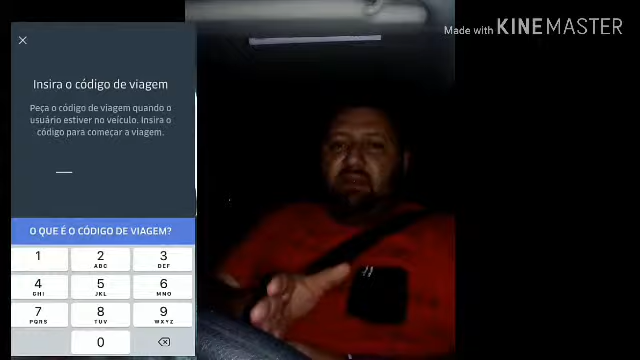 Made with KINEMASTER
Insira o código de viagem
Peça o código de viagem quando o
usuário estiver no veículo. Insira o
código para começar a viagem.
O QUE É O CÓDIGO DE VIAGEM?
1 2 3
ABC DEF
4 5 6
GHI JKL MNO
7 8 9
PQRS TUV WXYZ
0